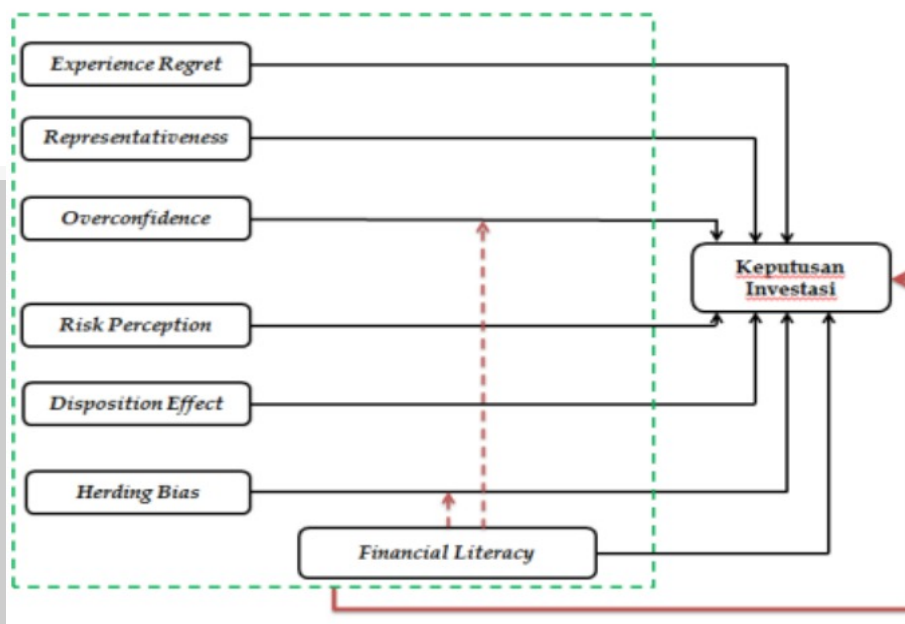 Experience Regret
Representativeness
Overconfidence
Keputusan
Investasi
Risk Perception
Disposition Effect
Herding Bias
Financial Literacy